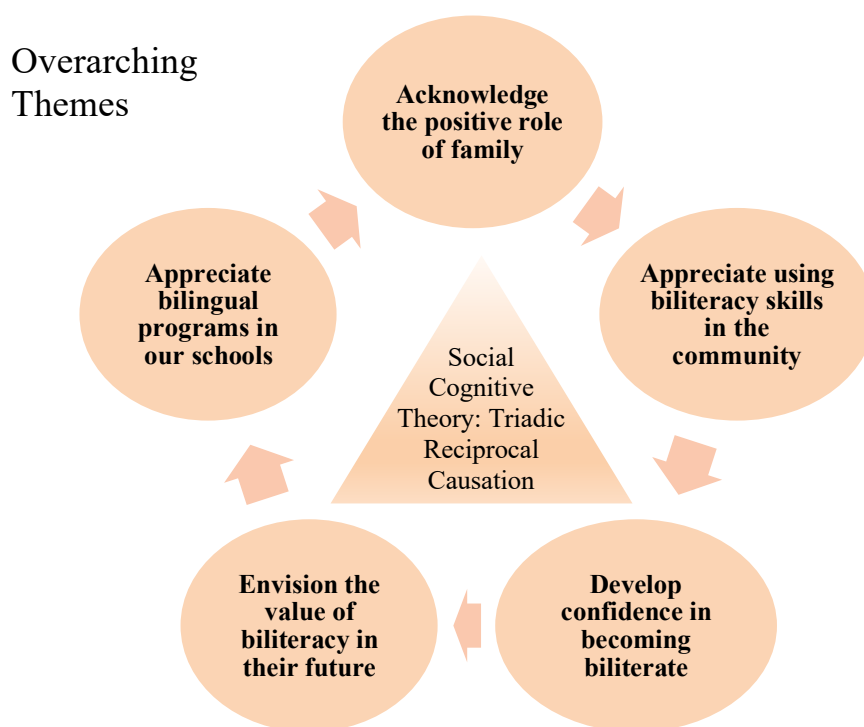 Overarching
Themes
Acknowledge
the positive role
of family
Appreciate using
biliteracy skills
in the
community
Develop
confidence in
becoming
biliterate
Envision the
value of
biliteracy in
their future
Appreciate
bilingual
programs in
our schools
Social
Cognitive
Theory: Triadic
Reciprocal
Causation